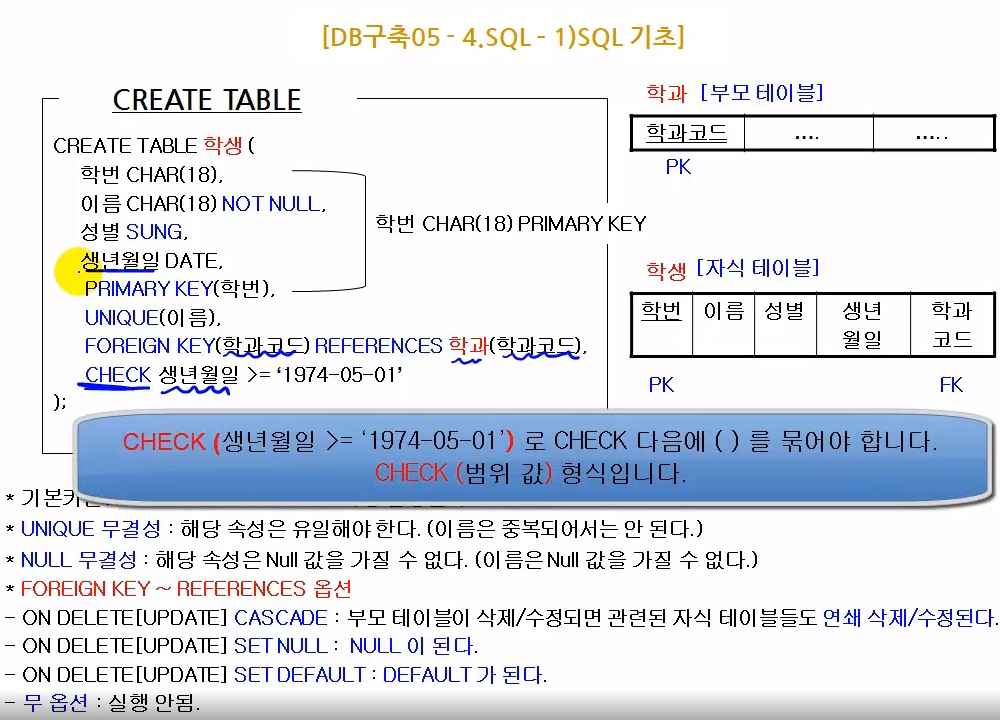 [DB구축05 - 4.SQL - 1)SQL 기초]
CREATE TABLE
CREATE TABLE 학생 (
학번 CHAR(18),
이름 CHAR(18) NOT NULL,
성별 SUNG,
생년월일 DATE,
PRIMARY KEY(학번),
UNIQUE(이름),
FOREIGN KEY(학과코드) REFERENCES 학과(학과코드),
CHECK 생년월일 >= ‘1974-05-01’
);
학번 CHAR(18) PRIMARY KEY
학과 [부모 테이블]
학과코드 .... .....
PK
학생 [자식 테이블]
학번 이름 성별 생년 학과
월일 코드
PK FK
CHECK (생년월일 >= ‘1974-05-01’) 로 CHECK 다음에 ( ) 를 묶어야 합니다.
CHECK (범위 값) 형식입니다.
* 기본키
* UNIQUE 무결성 : 해당 속성은 유일해야 한다. (이름은 중복되어서는 안 된다.)
* NULL 무결성 : 해당 속성은 Null 값을 가질 수 없다. (이름은 Null 값을 가질 수 없다.)
* FOREIGN KEY ~ REFERENCES 옵션
- ON DELETE[UPDATE] CASCADE : 부모 테이블이 삭제/수정되면 관련된 자식 테이블들도 연쇄 삭제/수정된다.
- ON DELETE[UPDATE] SET NULL : NULL 이 된다.
- ON DELETE[UPDATE] SET DEFAULT : DEFAULT 가 된다.
- 무 옵션 : 실행 안됨.